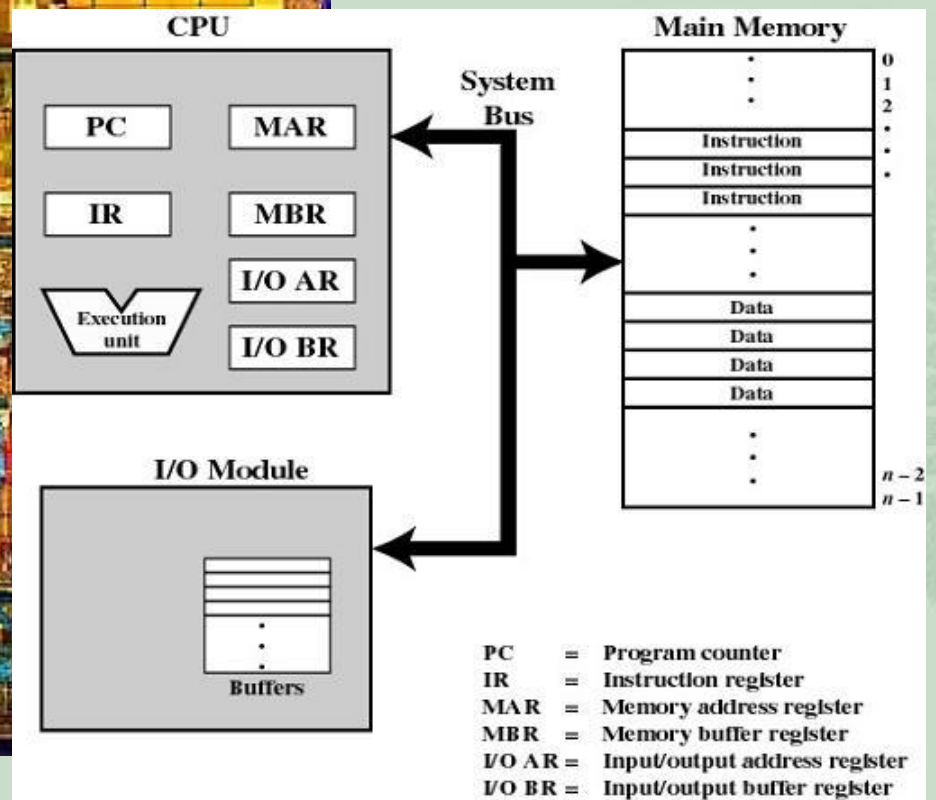 CPU
PC
MAR
IR
MBR
I/O AR
Execution
unit
I/O BR
System
Bus
Main Memory
0
1
2
Instruction
Instruction
Instruction
Data
Data
Data
Data
n – 2
n – 1
I/O Module
Buffers
PC = Program counter
IR = Instruction register
MAR = Memory address register
MBR = Memory buffer register
I/O AR = Input/output address register
I/O BR = Input/output buffer register